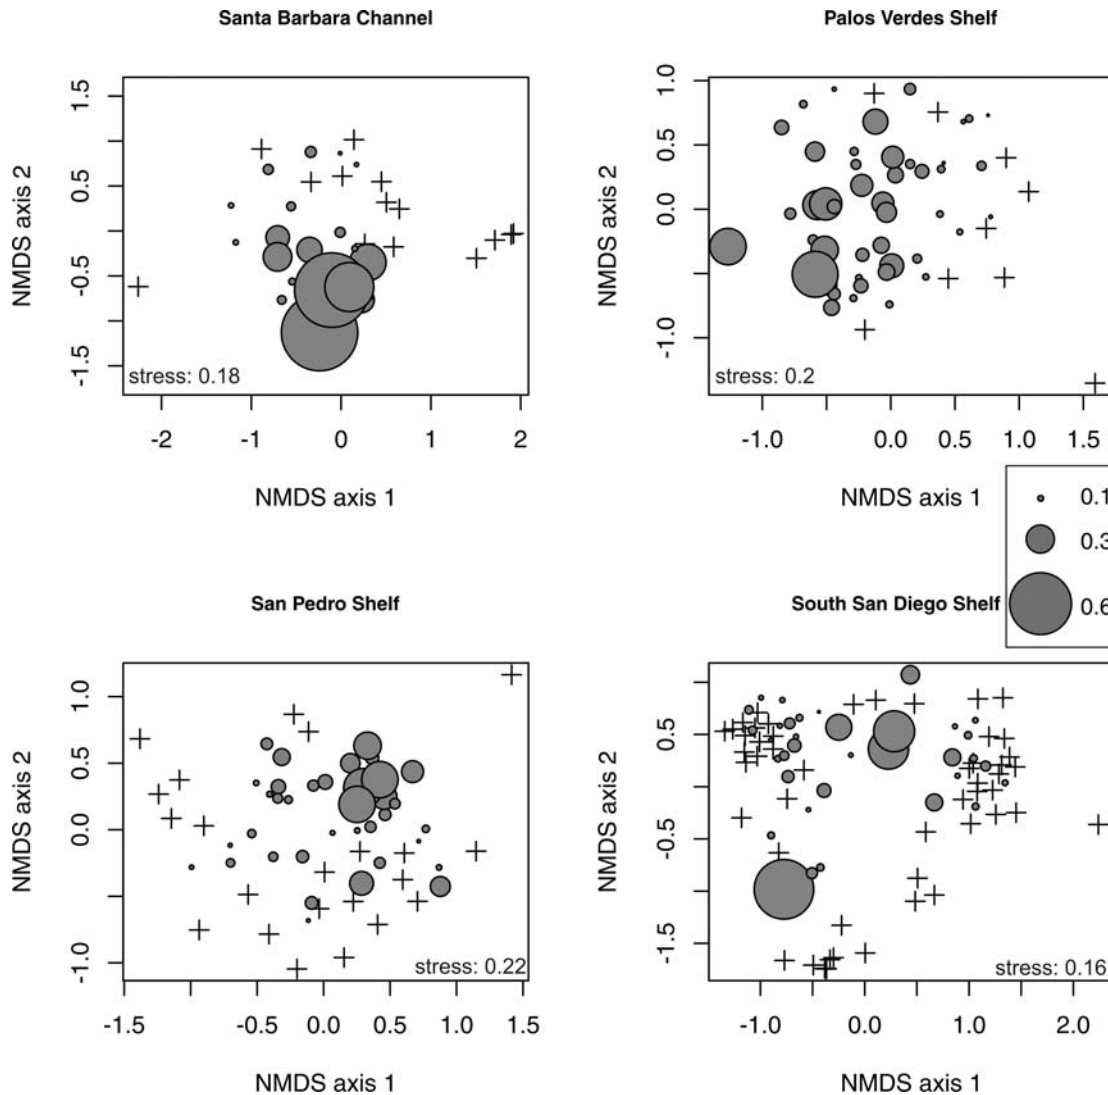 Santa Barbara Channel
NMDS axis 2
1.5
0.5
-0.5
-1.5
stress: 0.18
-2
-1
0
1
2
NMDS axis 1
Palos Verdes Shelf
NMDS axis 2
1.0
0.5
0.0
-1.0
stress: 0.2
-1.0
0.0
0.5
1.0
1.5
NMDS axis 1
0.1
0.3
0.6
San Pedro Shelf
NMDS axis 2
1.0
0.5
0.0
-1.0
stress: 0.22
-1.5
-0.5
0.0
0.5
1.0
1.5
NMDS axis 1
South San Diego Shelf
NMDS axis 2
0.5
-0.5
-1.5
stress: 0.16
-1.0
0.0
1.0
2.0
NMDS axis 1